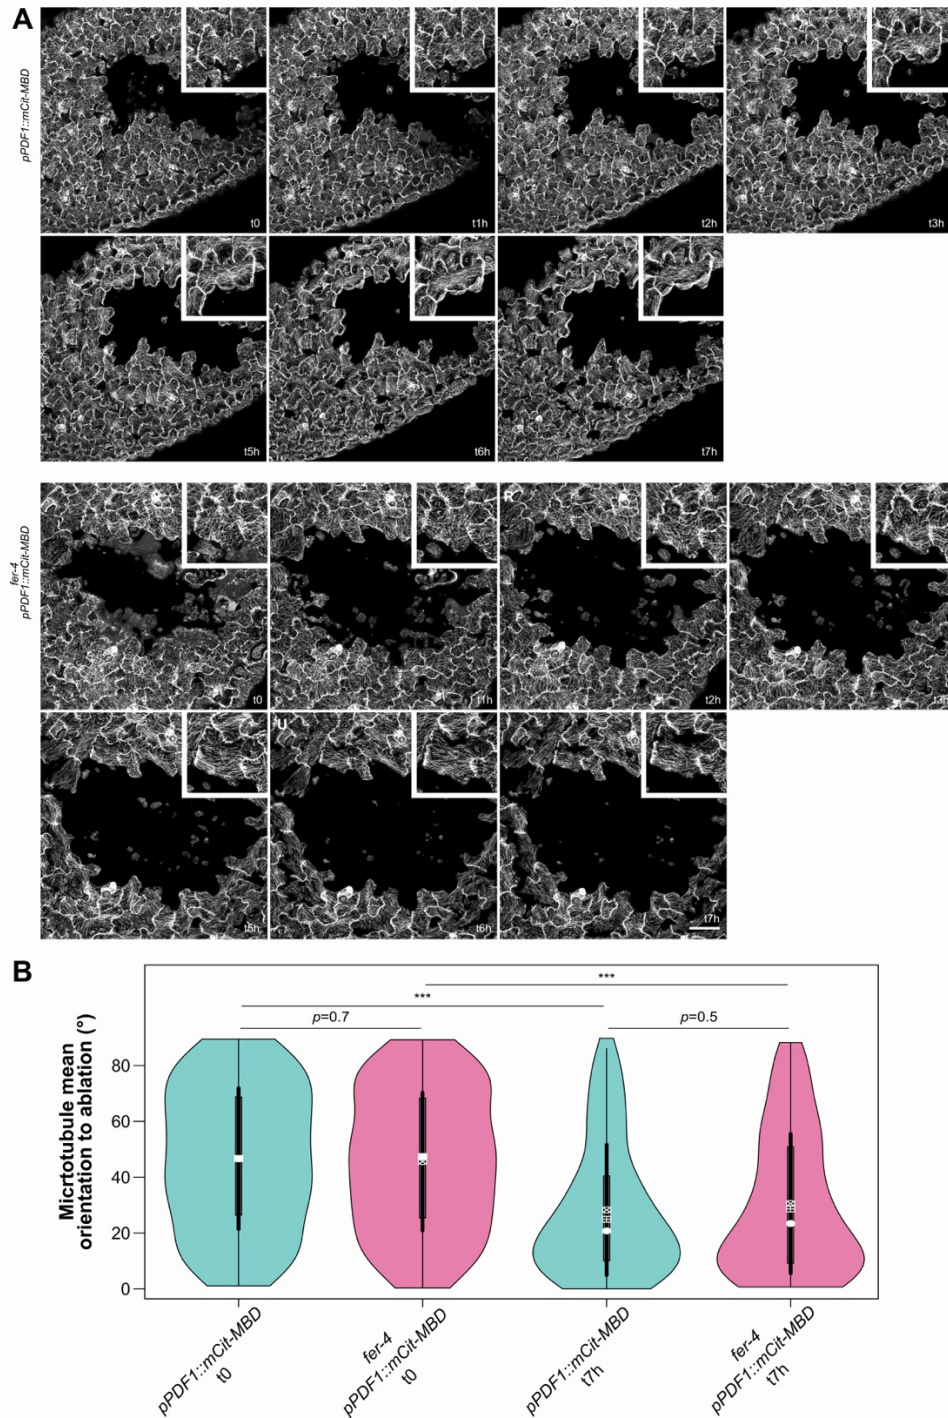 A
pPDF1::mCit-MBD
t0
t1h
t2h
t3h
t5h
t6h
t7h
fer-4
pPDF1::mCit-MBD
t0
t1h
R
t2h
t3h
t5h
U
t6h
t7h
B
Micrtotubule mean
orientation to ablation (°)
80
60
40
20
0
***
***
p=0.7
p=0.5
pPDF1::mCit-MBD
t0
fer-4
pPDF1::mCit-MBD
t0
pPDF1::mCit-MBD
t7h
fer-4
pPDF1::mCit-MBD
t7h